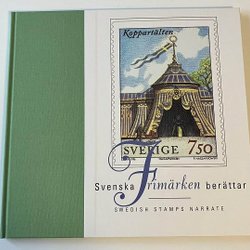 Koppartälten
SVERIGE 7.50
Svenska Frimärken berättar
SWEDISH STAMPS NARRATE